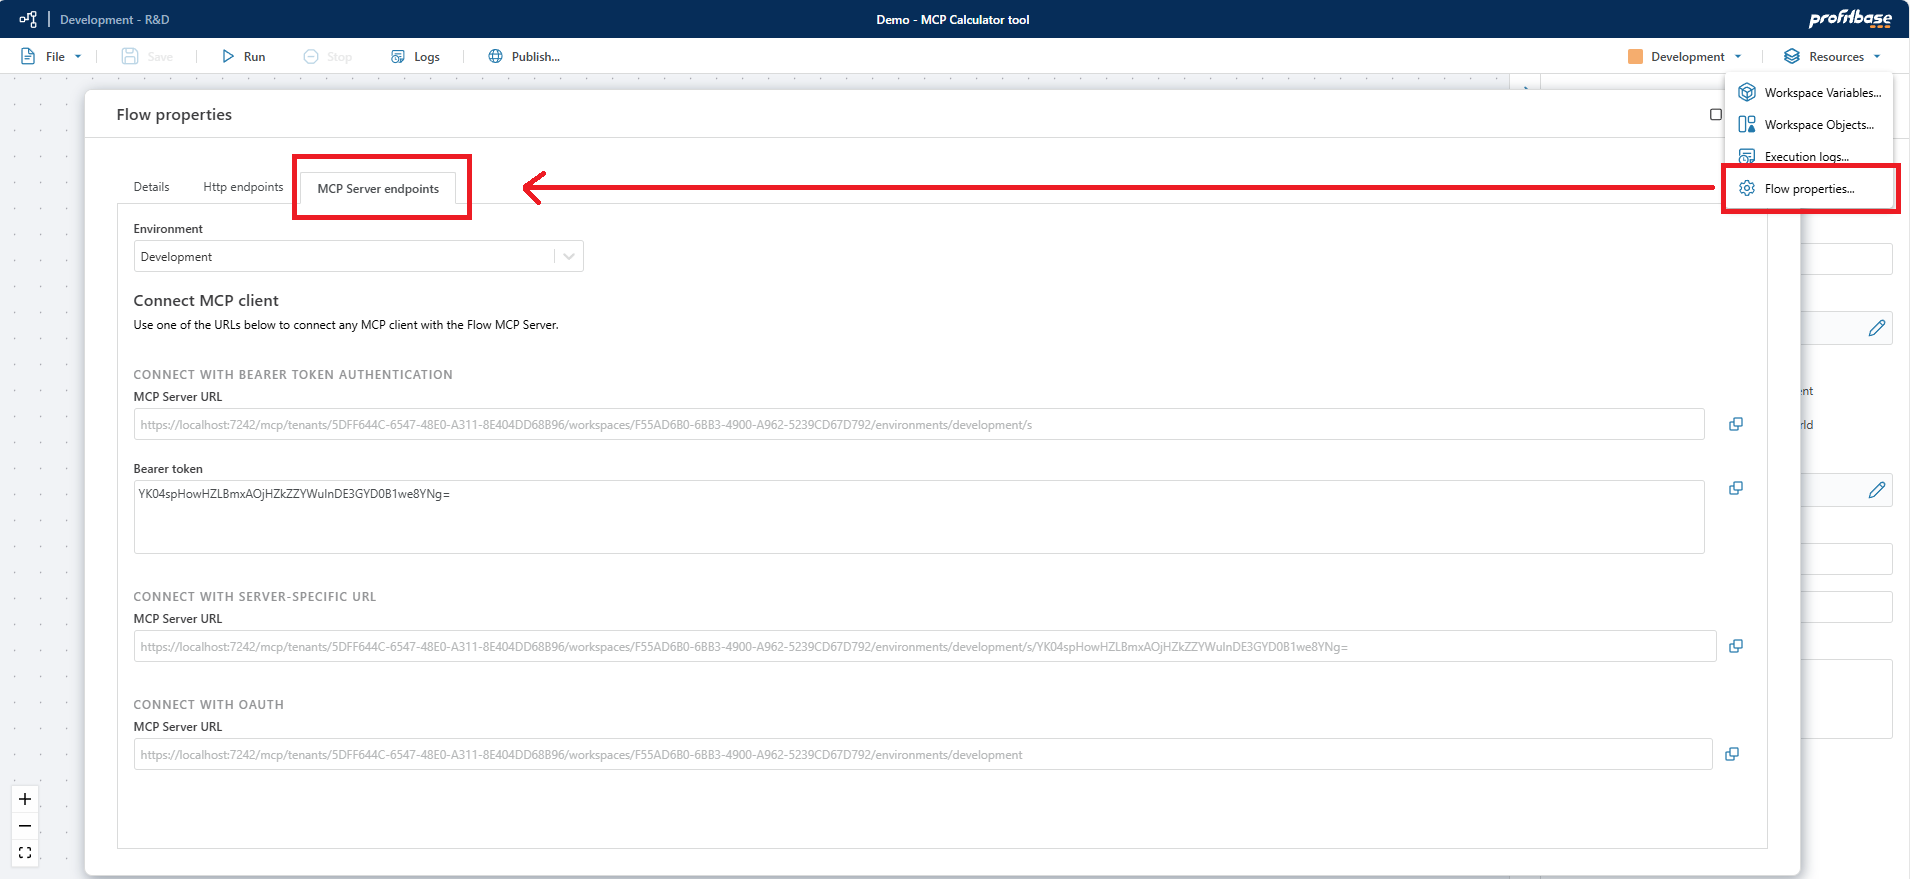 Development - R&D
Demo - MCP Calculator tool
profitbase
File
Save
Run
Stop
Logs
Publish...
Development
Resources
Workspace Variables...
Workspace Objects...
Execution logs...
Flow properties...
Flow properties
Details
Http endpoints
MCP Server endpoints
Environment
Development
Connect MCP client
Use one of the URLs below to connect any MCP client with the Flow MCP Server.
CONNECT WITH BEARER TOKEN AUTHENTICATION
MCP Server URL
https://localhost:7242/mcp/tenants/5DFF644C-6547-48E0-A311-8E404DD68B96/workspaces/F55AD6B0-6BB3-4900-A962-5239CD67D792/environments/development/s
Bearer token
YK04spHowHZLBmxAOjHZkZZYWuInDE3GYD0B1we8YNg=
CONNECT WITH SERVER-SPECIFIC URL
MCP Server URL
https://localhost:7242/mcp/tenants/5DFF644C-6547-48E0-A311-8E404DD68B96/workspaces/F55AD6B0-6BB3-4900-A962-5239CD67D792/environments/development/s/YK04spHowHZLBmxAOjHZkZZYWuInDE3GYD0B1we8YNg=
CONNECT WITH OAUTH
MCP Server URL
https://localhost:7242/mcp/tenants/5DFF644C-6547-48E0-A311-8E404DD68B96/workspaces/F55AD6B0-6BB3-4900-A962-5239CD67D792/environments/development